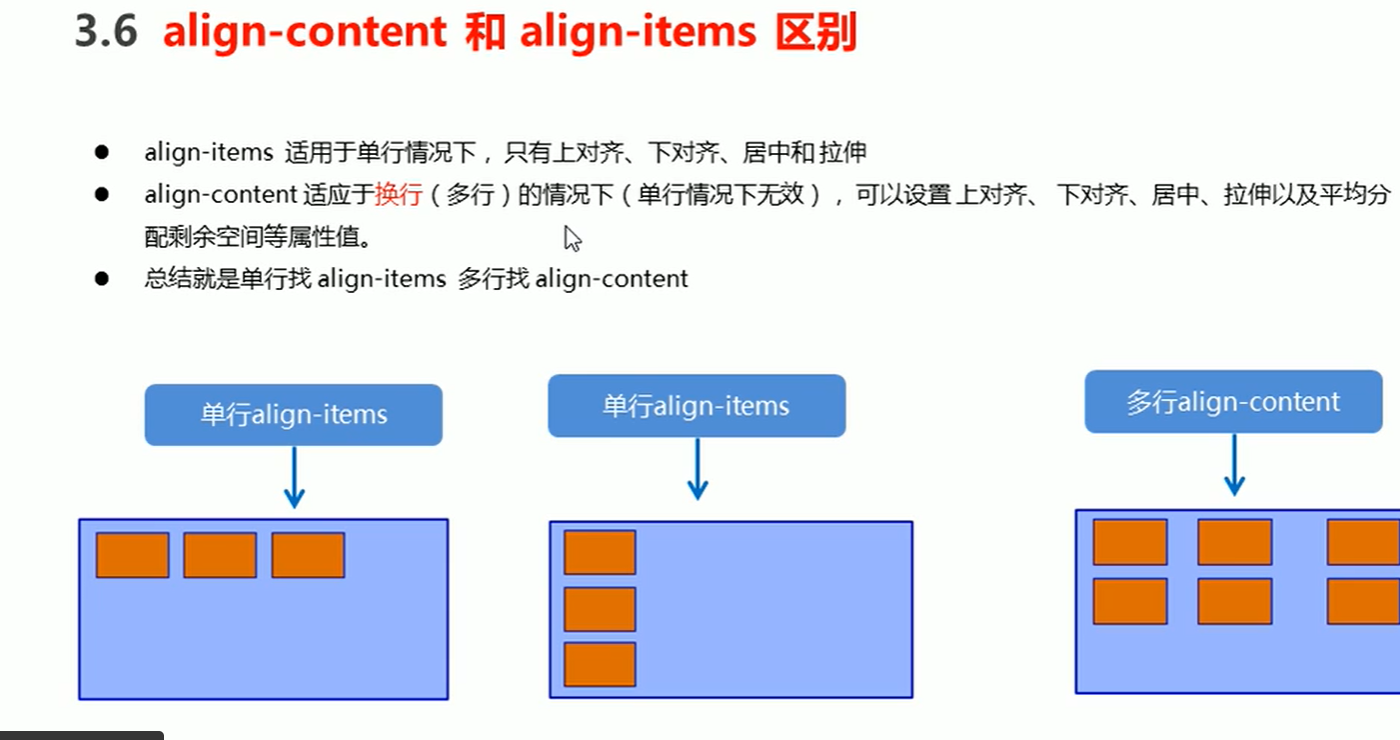 3.6 align-content 和 align-items 区别
● align-items 适用于单行情况下，只有上对齐、下对齐、居中和 拉伸
● align-content 适应于换行（多行）的情况下（单行情况下无效），可以设置 上对齐、 下对齐、居中、拉伸以及平均分
配剩余空间等属性值。
● 总结就是单行找 align-items 多行找 align-content
单行align-items
单行align-items
多行align-content